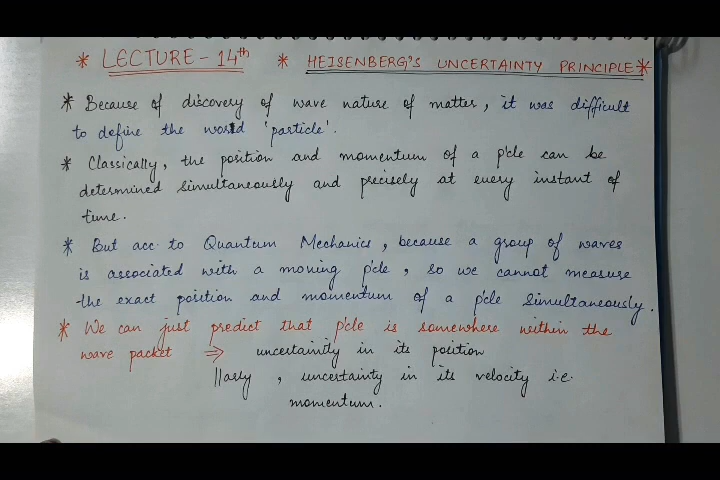 * LECTURE - 14th * HEISENBERG'S UNCERTAINTY PRINCIPLE *
* Because of discovery of wave nature of matter, it was difficult
to define the world 'particle'.
* Classically, the position and momentum of a p'cle can be
determined simultaneously and precisely at every instant of
time.
* But acc. to Quantum Mechanics, because a group of waves
is associated with a moving p'cle, so we cannot measure
the exact position and momentum of a p'cle simultaneously.
* We can just predict that p'cle is somewhere within the
wave packet ⇒ uncertainity in its position
llarly, uncertainty in its velocity i.e.
momentum.